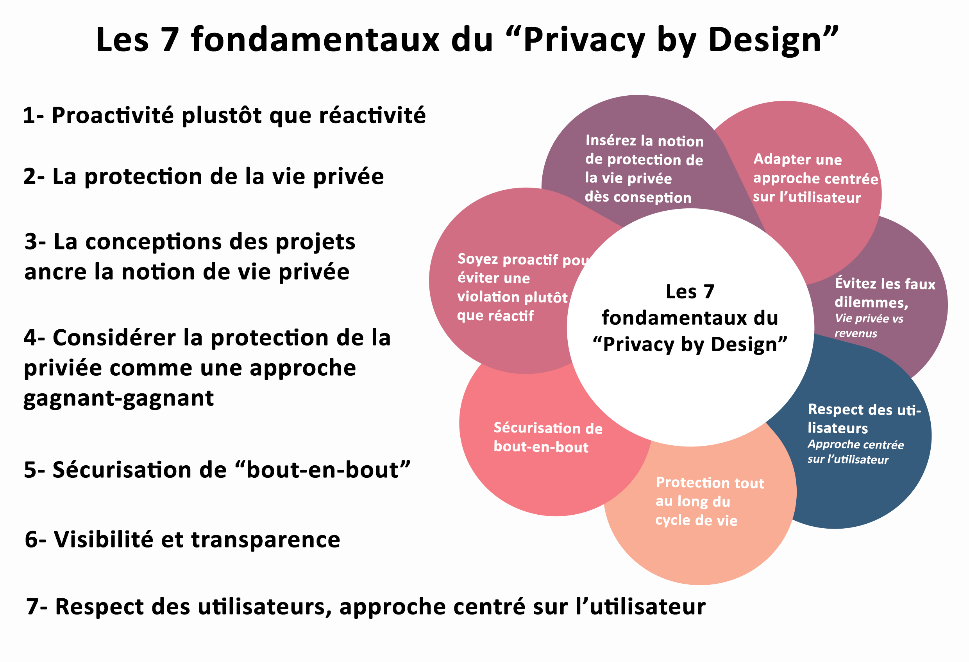 Les 7 fondamentaux du “Privacy by Design”
1- Proactivité plustôt que réactivité
2- La protection de la vie privée
3- La conceptions des projets
ancre la notion de vie privée
4- Considérer la protection de la
priviée comme une approche
gagnant-gagnant
5- Sécurisation de “bout-en-bout”
6- Visibilité et transparence
7- Respect des utilisateurs, approche centré sur l’utilisateur
Insérez la notion
de protection de
la vie privée
dès conseption
Adapter une
approche centrée
sur l’utilisateur
Évitez les faux
dilemmes,
Vie privée vs
revenus
Respect des uti-
lisateurs
Approche centrée
sur l’utilisateur
Protection tout
au long du
cycle de vie
Sécurisation de
bout-en-bout
Soyez proactif pou
éviter une
violation plutôt
que réactif
Les 7
fondamentaux du
“Privacy by Design”